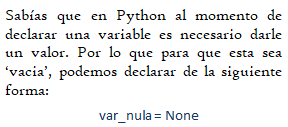 Sabías que en Python al momento de
declarar una variable es necesario darle
un valor. Por lo que para que esta sea
‘vacia’, podemos declarar de la siguiente
forma:
var_nula = None